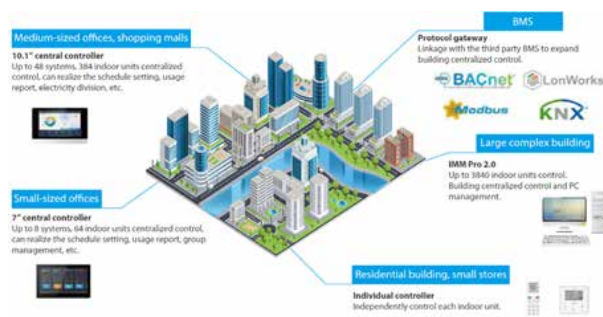 Medium-sized offices, shopping malls
10.1" central controller
Up to 48 systems, 384 indoor units centralized
control, can realize the schedule setting, usage
report, electricity division, etc.
BMS
Protocol gateway
Linkage with the third party BMS to expand
building centralized control.
BACnet
LonWorks
Modbus
KNX
Large complex building
IMM Pro 2.0
Up to 3840 indoor units control.
Building centralized control and PC
management.
Small-sized offices
7" central controller
Up to 8 systems, 64 indoor units centralized control,
can realize the schedule setting, usage report, group
management, etc.
Residential building, small stores
Individual controller
Independently control each indoor unit.